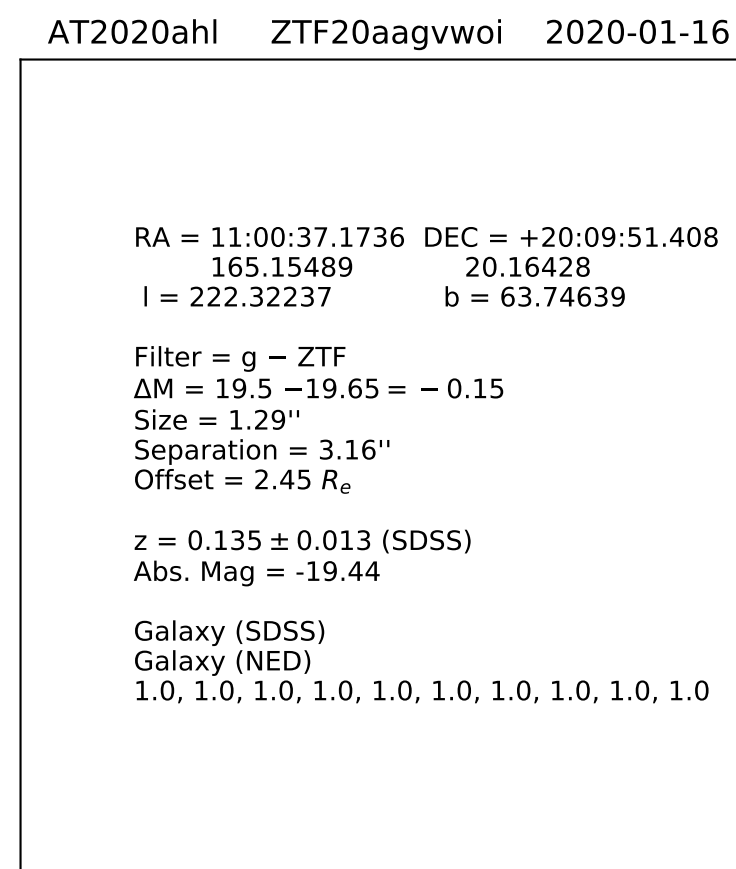 AT2020ahl ZTF20aagvwoi 2020-01-16
RA = 11:00:37.1736 DEC = +20:09:51.408
165.15489 20.16428
l = 222.32237 b = 63.74639
Filter = g − ZTF
ΔM = 19.5 −19.65 = − 0.15
Size = 1.29''
Separation = 3.16''
Offset = 2.45 Rₑ
z = 0.135 ± 0.013 (SDSS)
Abs. Mag = -19.44
Galaxy (SDSS)
Galaxy (NED)
1.0, 1.0, 1.0, 1.0, 1.0, 1.0, 1.0, 1.0, 1.0, 1.0